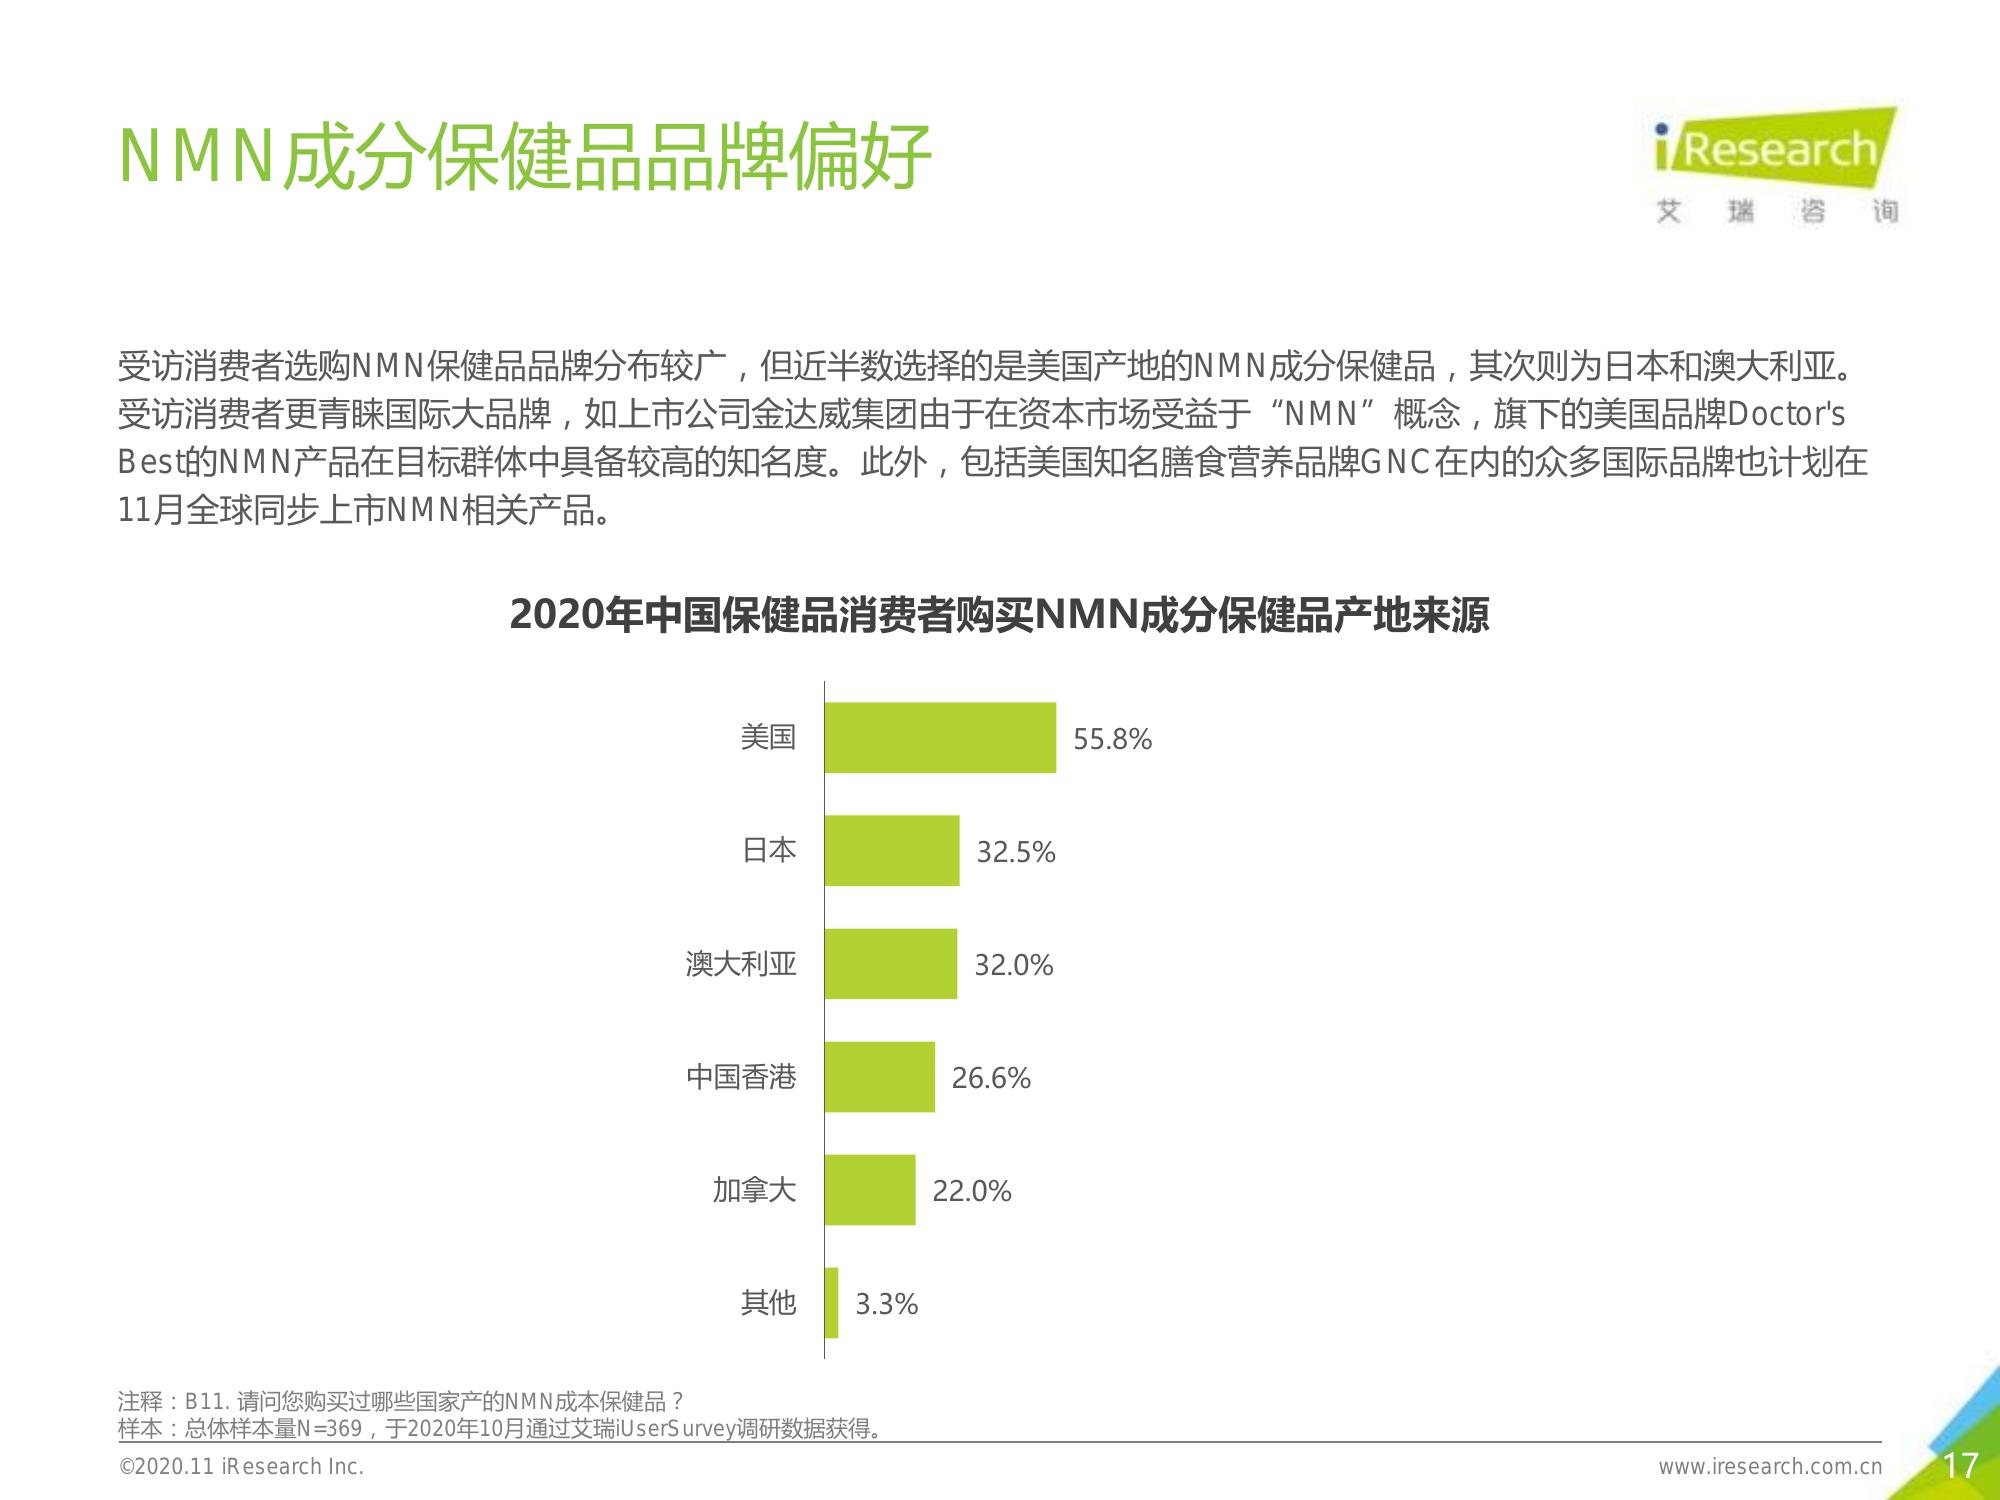 NMN成分保健品品牌偏好
iResearch
艾瑞咨询
受访消费者选购NMN保健品品牌分布较广，但近半数选择的是美国产地的NMN成分保健品，其次则为日本和澳大利亚。
受访消费者更青睐国际大品牌，如上市公司金达威集团由于在资本市场受益于“NMN”概念，旗下的美国品牌Doctor's
Best的NMN产品在目标群体中具备较高的知名度。此外，包括美国知名膳食营养品牌GNC在内的众多国际品牌也计划在
11月全球同步上市NMN相关产品。
2020年中国保健品消费者购买NMN成分保健品产地来源
美国 55.8%
日本 32.5%
澳大利亚 32.0%
中国香港 26.6%
加拿大 22.0%
其他 3.3%
注释：B11. 请问您购买过哪些国家产的NMN成本保健品？
样本：总体样本量N=369，于2020年10月通过艾瑞iUserSurvey调研数据获得。
©2020.11 iResearch Inc.
www.iresearch.com.cn
17